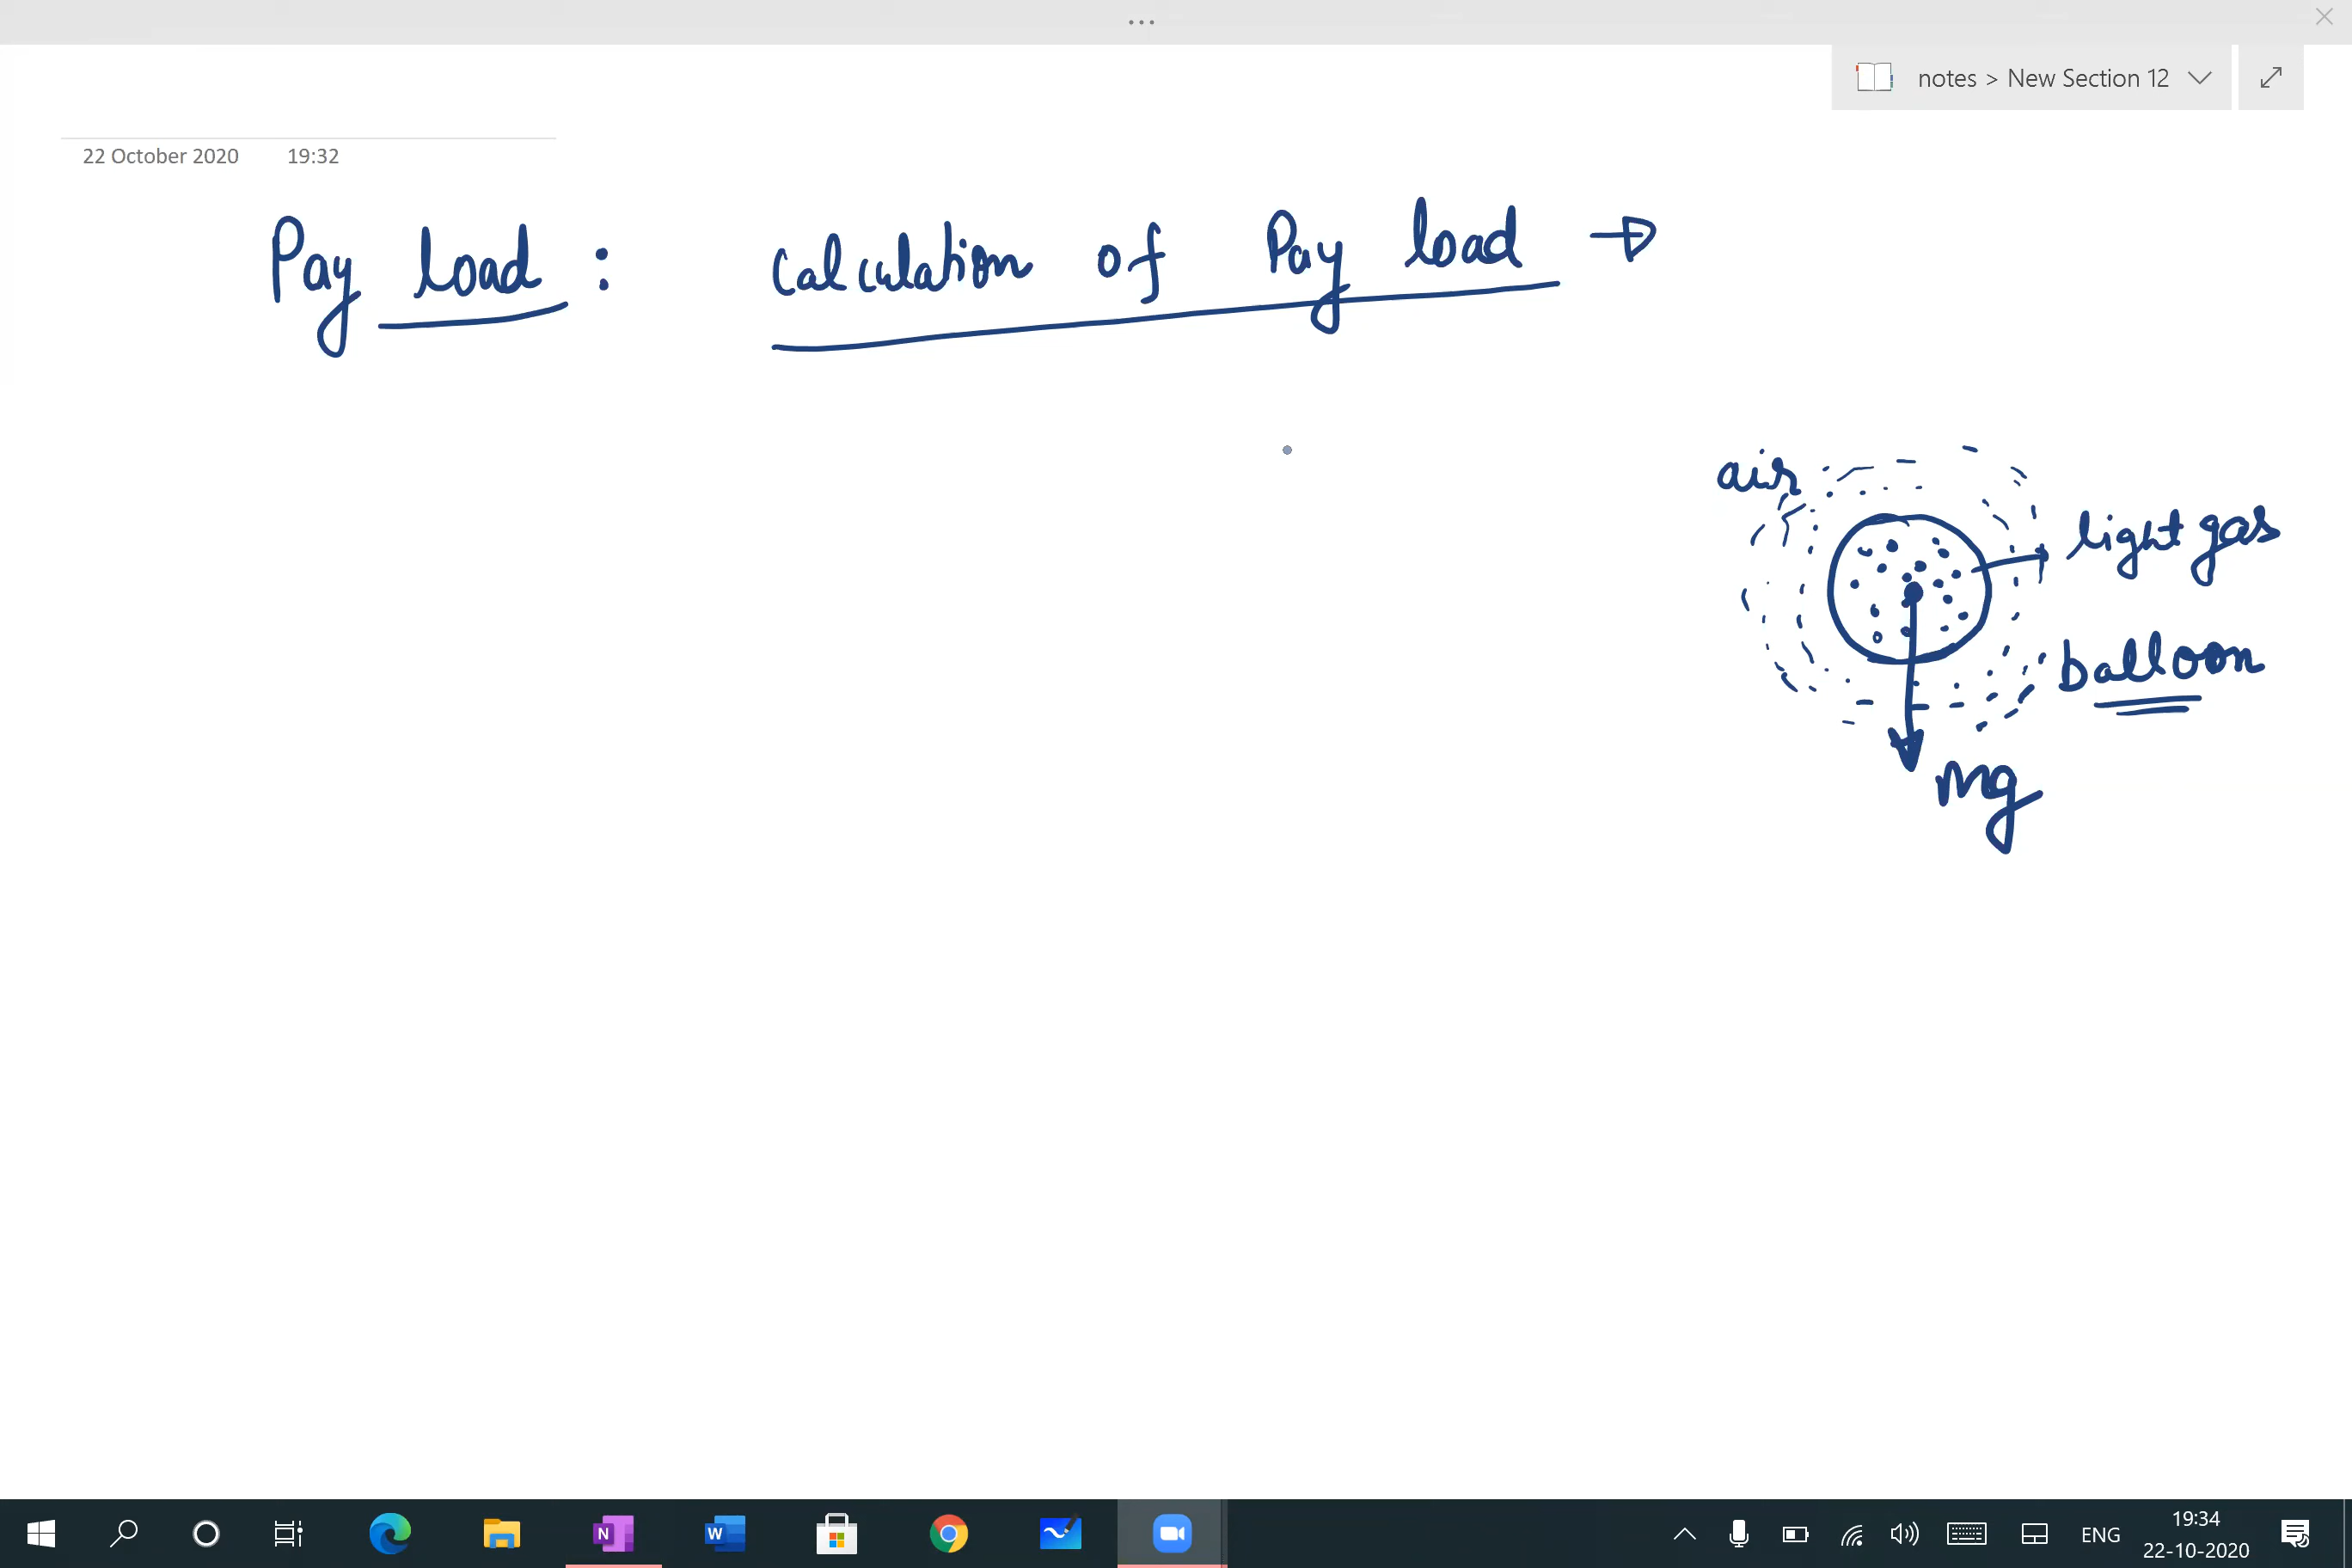 notes > New Section 12
22 October 2020 19:32
Pay load : Calculation of Pay load →
air
light gas
balloon
mg
N
W
ENG
19:34
22-10-2020